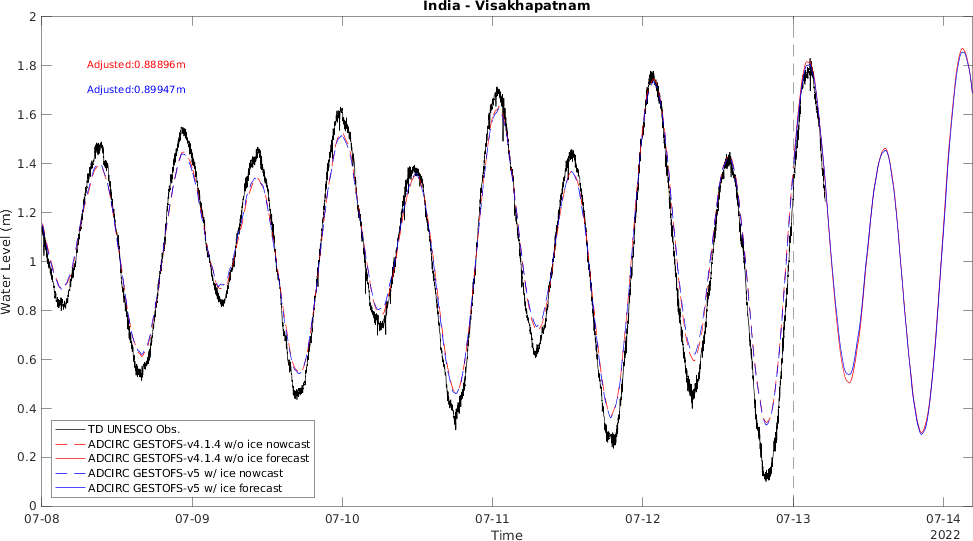 India - Visakhapatnam
2
1.8
1.6
1.4
1.2
1
0.8
0.6
0.4
0.2
0
Water Level (m)
Adjusted:0.88896m
Adjusted:0.89947m
TD UNESCO Obs.
ADCIRC GESTOFS-v4.1.4 w/o ice nowcast
ADCIRC GESTOFS-v4.1.4 w/o ice forecast
ADCIRC GESTOFS-v5 w/ ice nowcast
ADCIRC GESTOFS-v5 w/ ice forecast
07-08 07-09 07-10 07-11 07-12 07-13 07-14
Time
2022